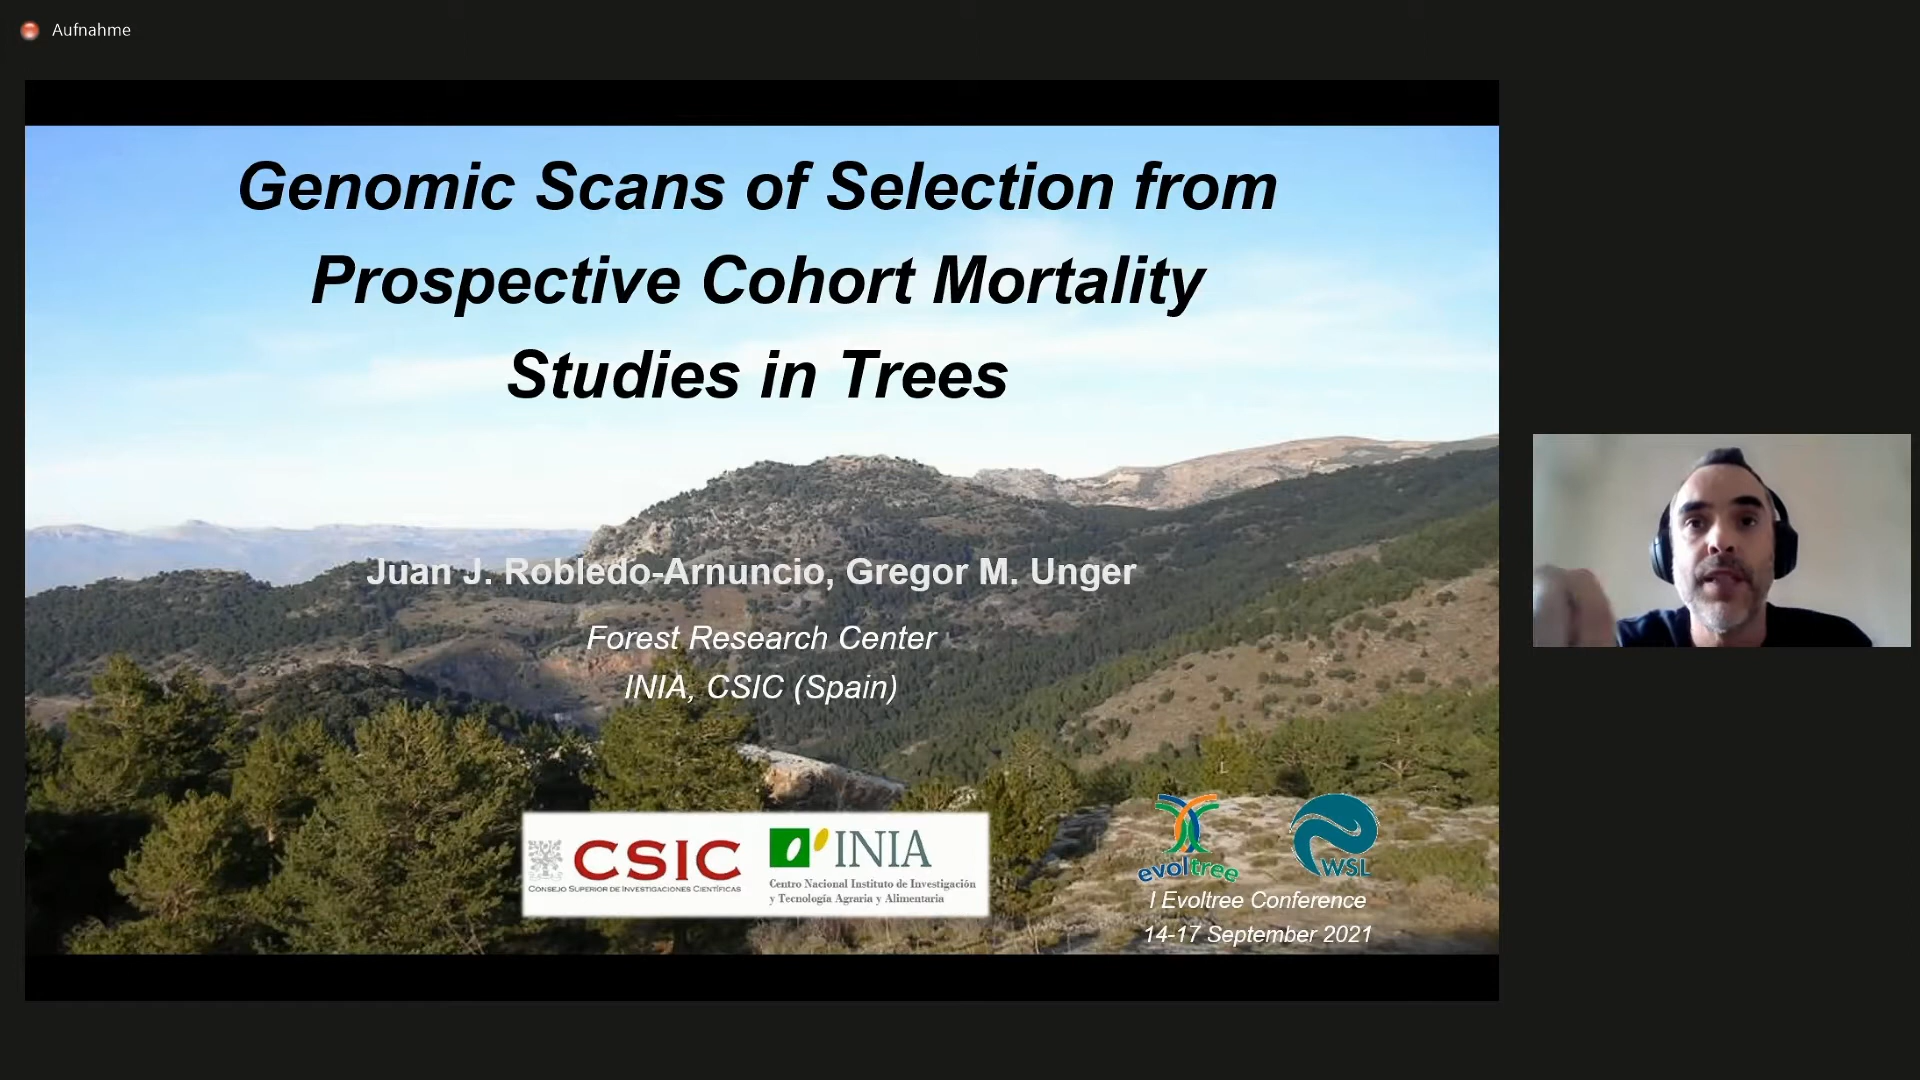 Aufnahme
Genomic Scans of Selection from
Prospective Cohort Mortality
Studies in Trees
Juan J. Robledo-Arnuncio, Gregor M. Unger
Forest Research Center
INIA, CSIC (Spain)
CSIC
Consejo Superior de Investigaciones Científicas
INIA
Centro Nacional Instituto de Investigación
y Tecnología Agraria y Alimentaria
evoltree
WSL
I Evoltree Conference
14-17 September 2021